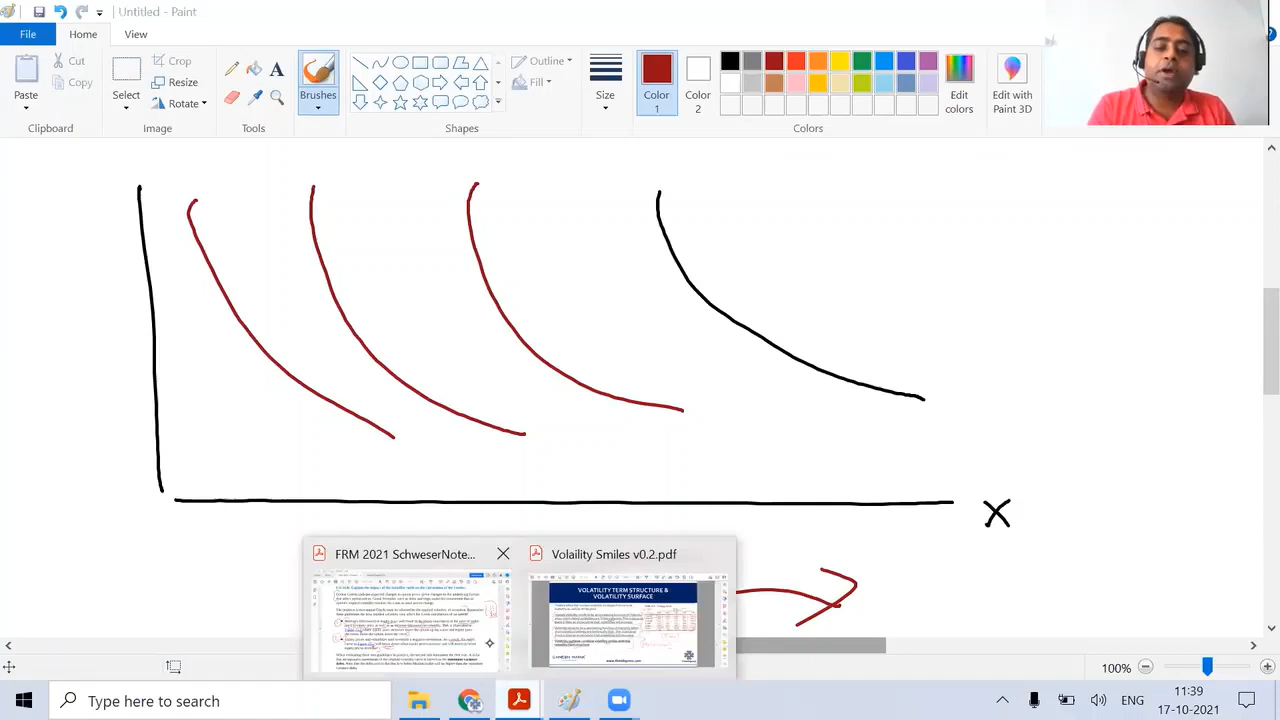 Untitled - Paint
File
Home
View
Paste
Cut
Copy
Clipboard
Select
Crop
Resize
Rotate
Image
A
Tools
Brushes
Outline
Fill
Shapes
Size
Color 1
Color 2
Edit colors
Edit with Paint 3D
Colors
X
FRM 2021 SchweserNote...
Volaility Smiles v0.2.pdf
VOLATILITY TERM STRUCTURE &
VOLATILITY SURFACE
100%
Type here to search
ENG
11:39
17-10-2021